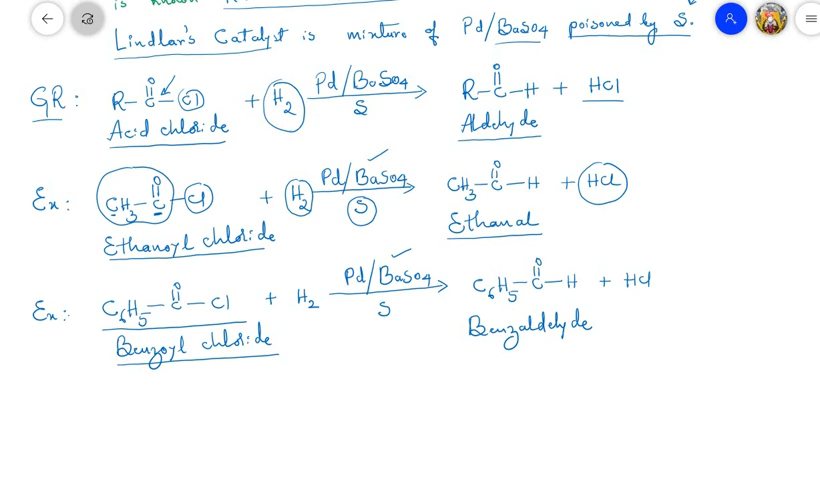 is known
Lindlar's Catalyst is mixture of Pd/BaSO4 poisoned by S.
GR: R–C(=O)–Cl + H2 —Pd/BaSO4, S→ R–C(=O)–H + HCl
Acid chloride Aldehyde
Ex: CH3–C(=O)–Cl + H2 —Pd/BaSO4, S→ CH3–C(=O)–H + HCl
Ethanoyl chloride Ethanal
Ex: C6H5–C(=O)–Cl + H2 —Pd/BaSO4, S→ C6H5–C(=O)–H + HCl
Benzoyl chloride Benzaldehyde